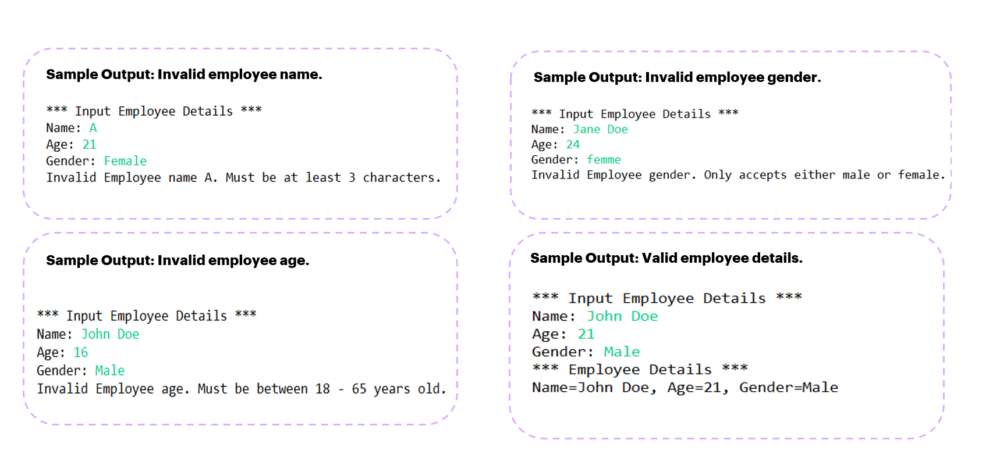 Sample Output: Invalid employee name.
*** Input Employee Details ***
Name: A
Age: 21
Gender: Female
Invalid Employee name A. Must be at least 3 characters.
Sample Output: Invalid employee gender.
*** Input Employee Details ***
Name: Jane Doe
Age: 24
Gender: femme
Invalid Employee gender. Only accepts either male or female.
Sample Output: Invalid employee age.
*** Input Employee Details ***
Name: John Doe
Age: 16
Gender: Male
Invalid Employee age. Must be between 18 - 65 years old.
Sample Output: Valid employee details.
*** Input Employee Details ***
Name: John Doe
Age: 21
Gender: Male
*** Employee Details ***
Name=John Doe, Age=21, Gender=Male